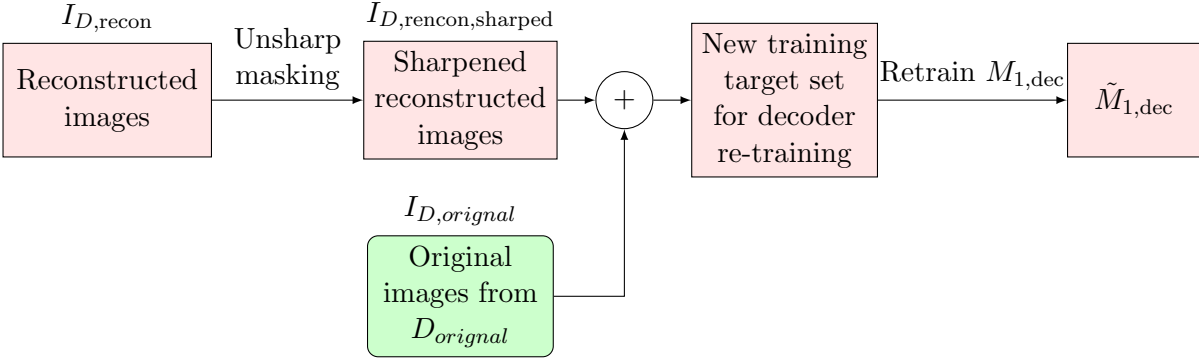 I_{D,recon}
Reconstructed
images
Unsharp
masking
I_{D,rencon,sharped}
Sharpened
reconstructed
images
+
New training
target set
for decoder
re-training
Retrain M_{1,dec}
M̃_{1,dec}
I_{D,orignal}
Original
images from
D_{orignal}